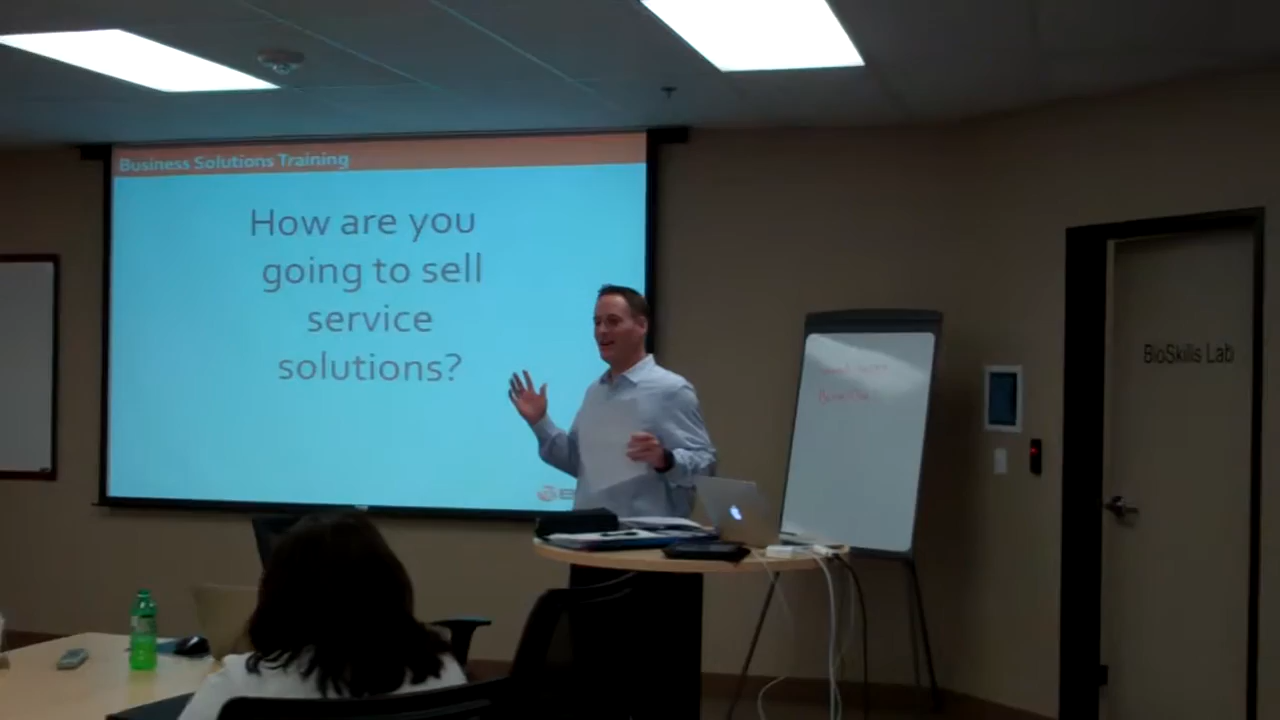 Business Solutions Training
How are you
going to sell
service
solutions?
BioSkills Lab